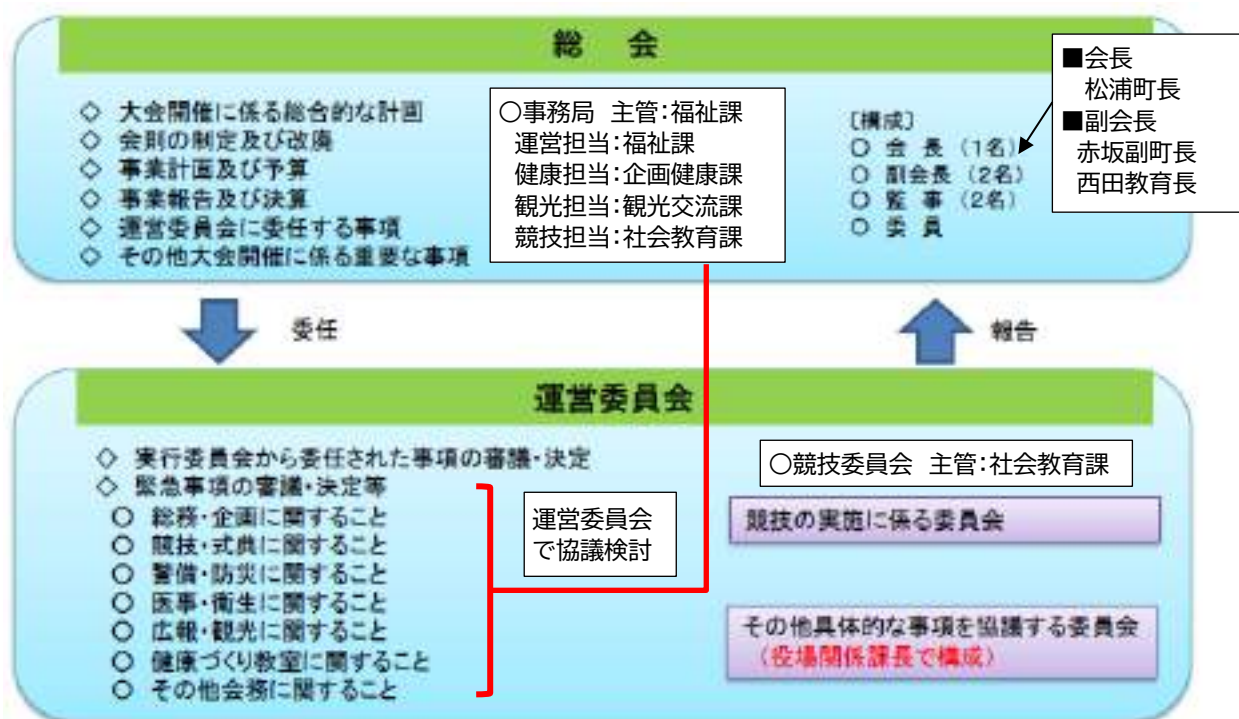 総　会
◇ 大会開催に係る総合的な計画
◇ 会則の制定及び改廃
◇ 事業計画及び予算
◇ 事業報告及び決算
◇ 運営委員会に委任する事項
◇ その他大会開催に係る重要な事項
〇事務局　主管：福祉課
運営担当：福祉課
健康担当：企画健康課
観光担当：観光交流課
競技担当：社会教育課
〔構成〕
○ 会 長（1名）
○ 副会長（2名）
○ 監 事（2名）
○ 委 員
■会長
松浦町長
■副会長
赤坂副町長
西田教育長
委任
報告
運営委員会
◇ 実行委員会から委任された事項の審議・決定
◇ 緊急事項の審議・決定等
○ 総務・企画に関すること
○ 競技・式典に関すること
○ 警備・防災に関すること
○ 医事・衛生に関すること
○ 広報・観光に関すること
○ 健康づくり教室に関すること
○ その他会務に関すること
運営委員会
で協議検討
〇競技委員会　主管：社会教育課
競技の実施に係る委員会
その他具体的な事項を協議する委員会
（役場関係課長で構成）